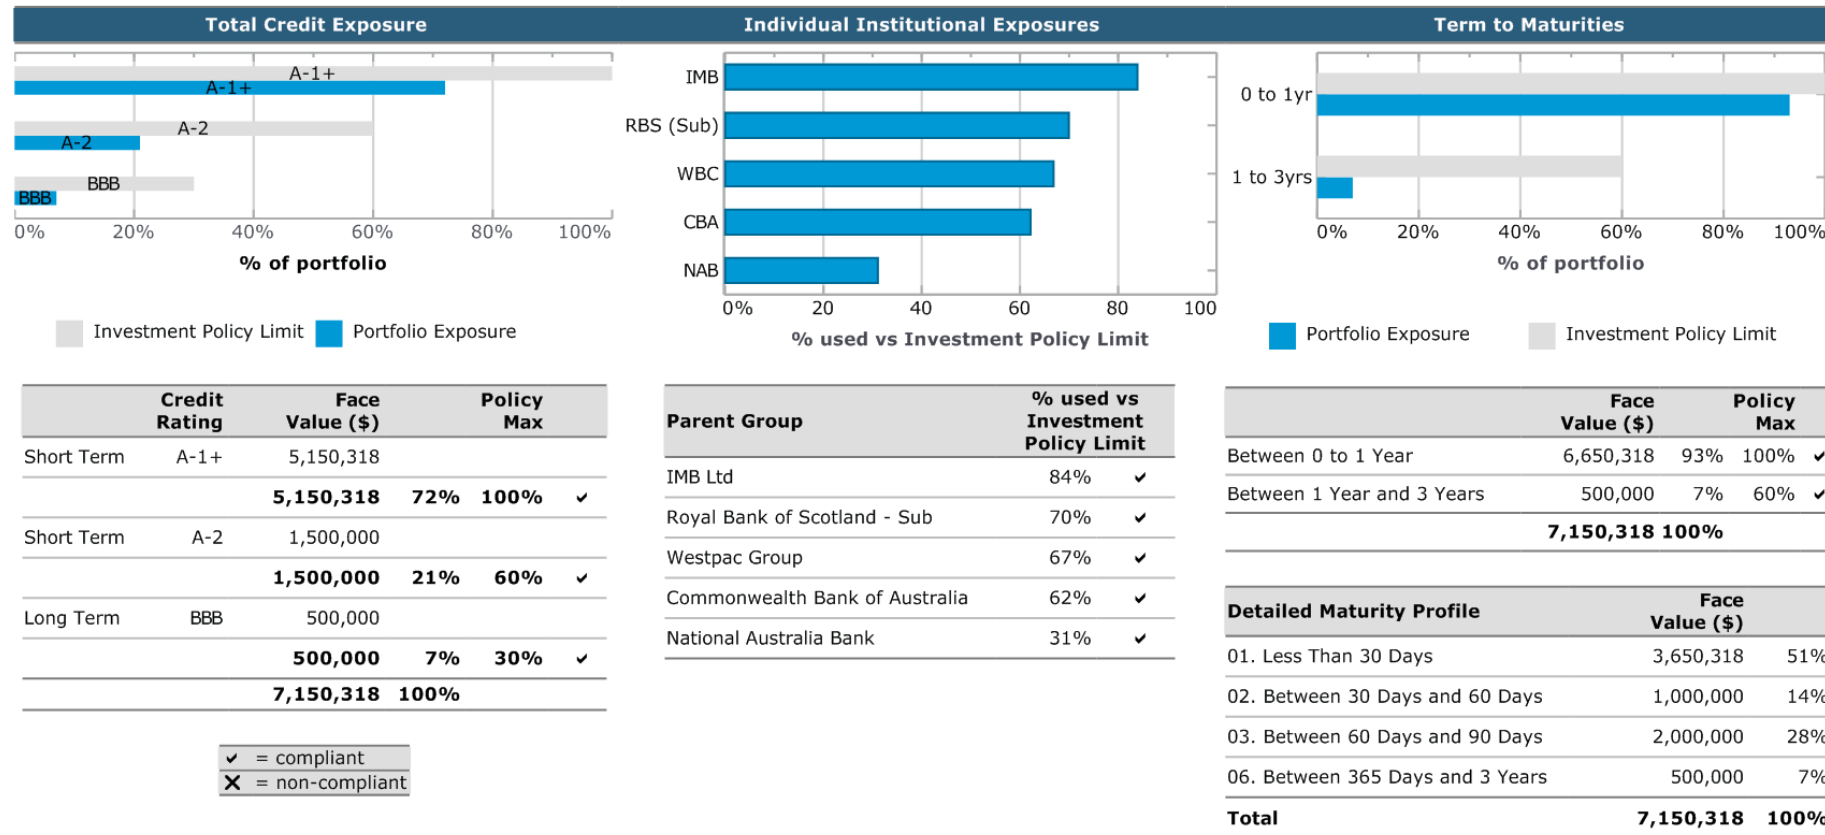 Total Credit Exposure
A-1+
A-1+
A-2
A-2
BBB
BBB
0% 20% 40% 60% 80% 100%
% of portfolio
Investment Policy Limit Portfolio Exposure
Credit Rating Face Value ($) Policy Max
Short Term A-1+ 5,150,318
5,150,318 72% 100% ✔
Short Term A-2 1,500,000
1,500,000 21% 60% ✔
Long Term BBB 500,000
500,000 7% 30% ✔
7,150,318 100%
✔ = compliant
✘ = non-compliant
Individual Institutional Exposures
IMB
RBS (Sub)
WBC
CBA
NAB
0% 20 40 60 80 100
% used vs Investment Policy Limit
Parent Group % used vs Investment Policy Limit
IMB Ltd 84% ✔
Royal Bank of Scotland - Sub 70% ✔
Westpac Group 67% ✔
Commonwealth Bank of Australia 62% ✔
National Australia Bank 31% ✔
Term to Maturities
0 to 1yr
1 to 3yrs
0% 20% 40% 60% 80% 100%
% of portfolio
Portfolio Exposure Investment Policy Limit
Face Value ($) Policy Max
Between 0 to 1 Year 6,650,318 93% 100% ✔
Between 1 Year and 3 Years 500,000 7% 60% ✔
7,150,318 100%
Detailed Maturity Profile Face Value ($)
01. Less Than 30 Days 3,650,318 51%
02. Between 30 Days and 60 Days 1,000,000 14%
03. Between 60 Days and 90 Days 2,000,000 28%
06. Between 365 Days and 3 Years 500,000 7%
Total 7,150,318 100%